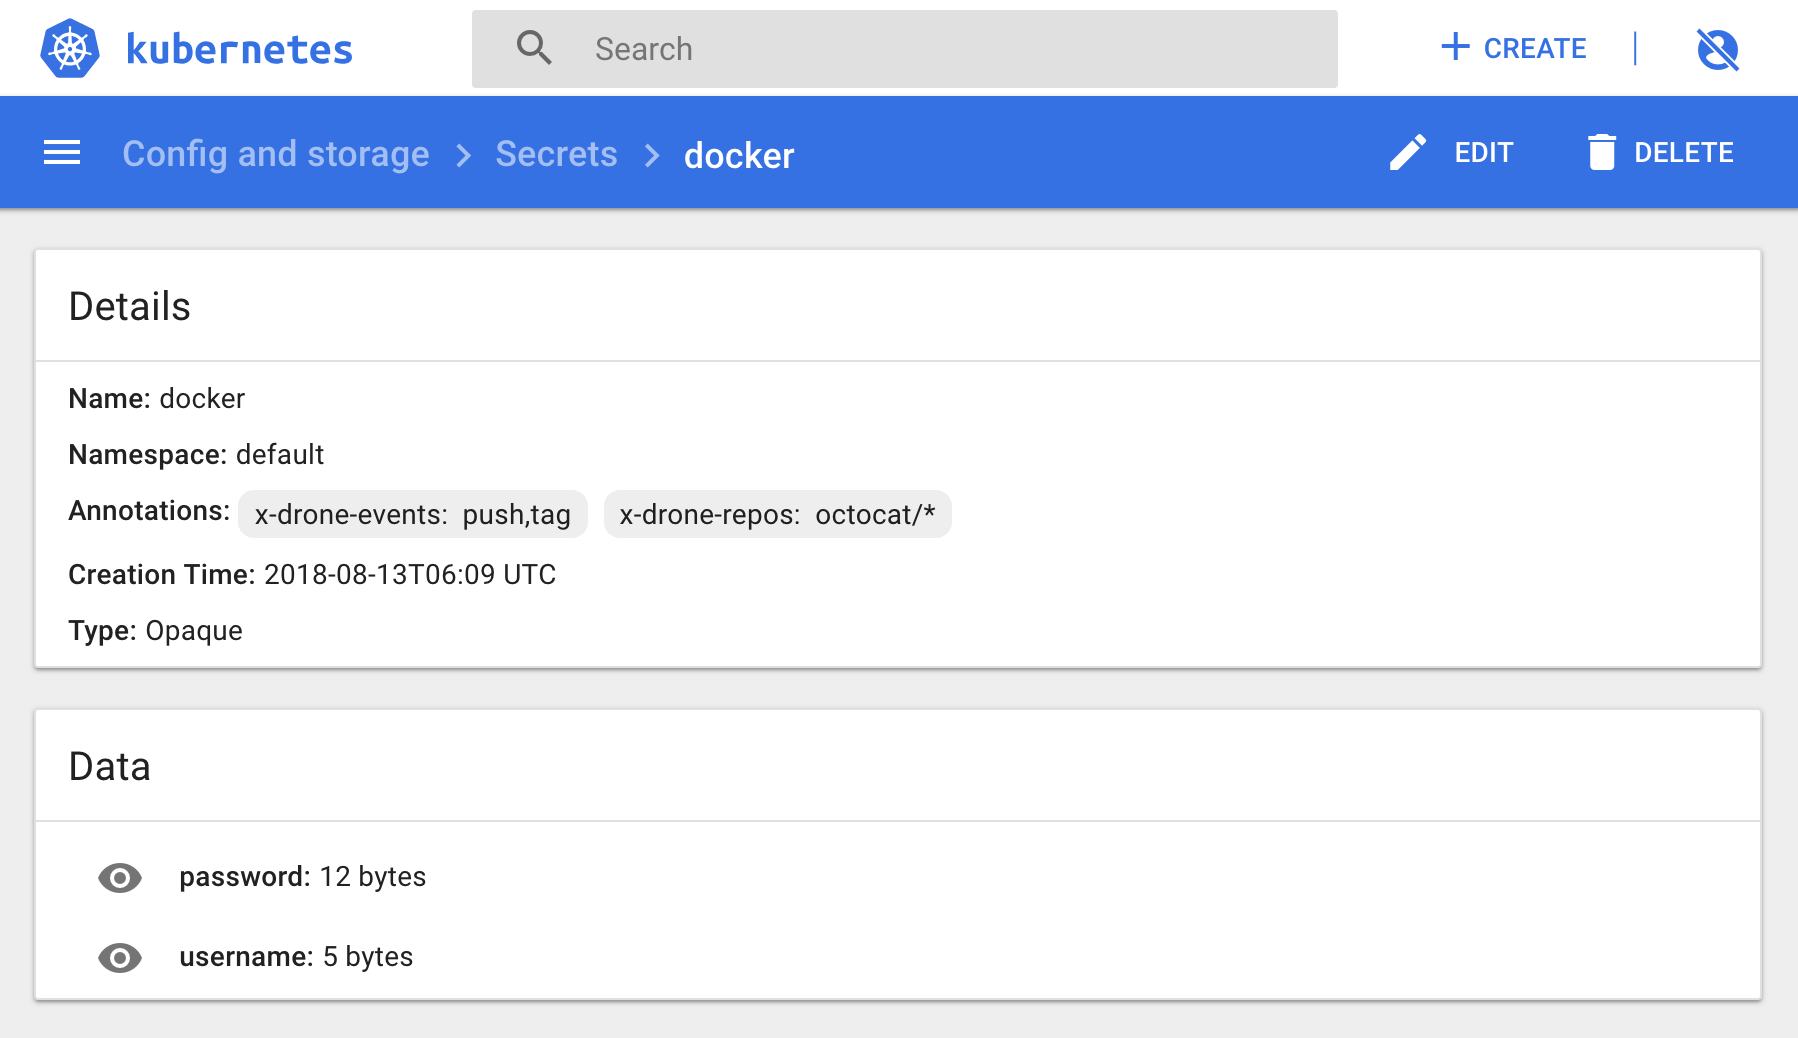 kubernetes
Search
+ CREATE |
Config and storage > Secrets > docker
EDIT
DELETE
Details
Name: docker
Namespace: default
Annotations: x-drone-events: push,tag x-drone-repos: octocat/*
Creation Time: 2018-08-13T06:09 UTC
Type: Opaque
Data
password: 12 bytes
username: 5 bytes